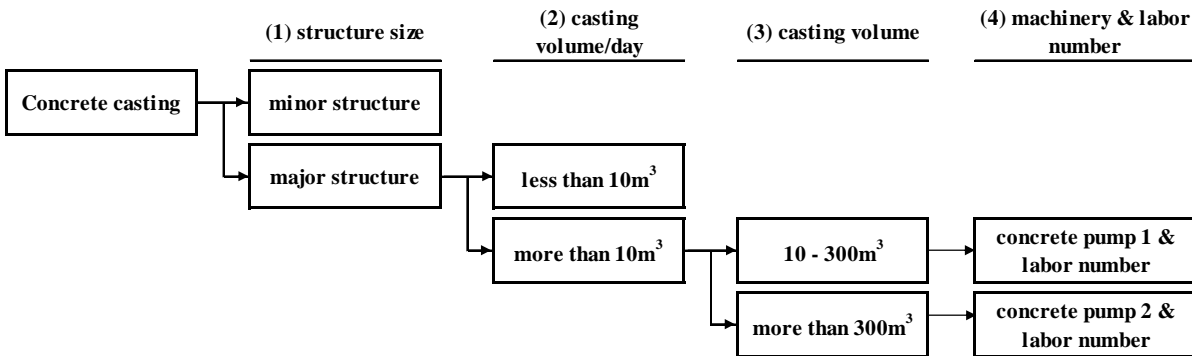 (1) structure size
(2) casting
volume/day
(3) casting volume
(4) machinery & labor
number
Concrete casting
minor structure
major structure
less than 10m³
more than 10m³
10 - 300m³
concrete pump 1 &
labor number
more than 300m³
concrete pump 2 &
labor number